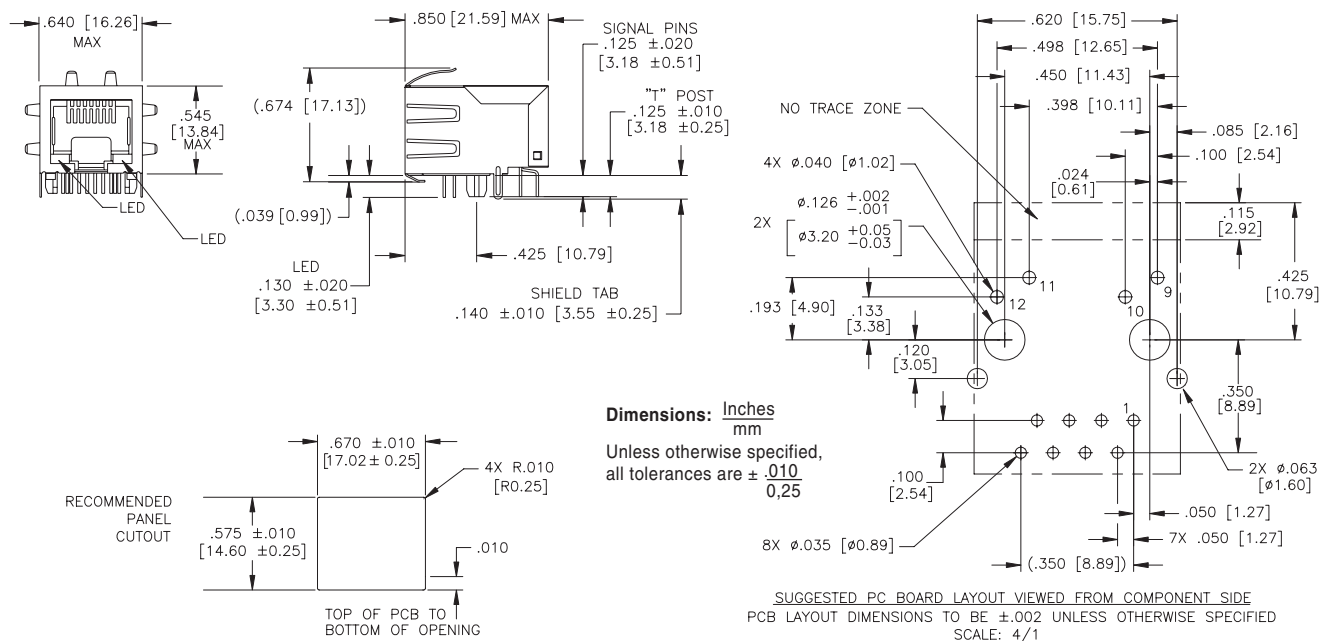 .640 [16.26]
MAX
.545
[13.84]
MAX
LED
LED
.850 [21.59] MAX
(.674 [17.13])
(.039 [0.99])
LED
.130 ±.020
[3.30 ±0.51]
SIGNAL PINS
.125 ±.020
[3.18 ±0.51]
"T" POST
.125 ±.010
[3.18 ±0.25]
.425 [10.79]
SHIELD TAB
.140 ±.010 [3.55 ±0.25]
.620 [15.75]
.498 [12.65]
.450 [11.43]
.398 [10.11]
NO TRACE ZONE
.085 [2.16]
.100 [2.54]
4X ø.040 [ø1.02]
.024
[0.61]
ø.126 +.002
-.001
2X
[ø3.20 +0.05
-0.03]
.115
[2.92]
.425
[10.79]
11
9
12
10
.193 [4.90]
.133
[3.38]
.120
[3.05]
.350
[8.89]
1
.100
[2.54]
2X ø.063
[ø1.60]
.050 [1.27]
8X ø.035 [ø0.89]
7X .050 [1.27]
(.350 [8.89])
SUGGESTED PC BOARD LAYOUT VIEWED FROM COMPONENT SIDE
PCB LAYOUT DIMENSIONS TO BE ±.002 UNLESS OTHERWISE SPECIFIED
SCALE: 4/1
Dimensions: Inches
mm
Unless otherwise specified,
all tolerances are ± .010
0,25
.670 ±.010
[17.02 ± 0.25]
4X R.010
[R0.25]
RECOMMENDED
PANEL
CUTOUT
.575 ±.010
[14.60 ±0.25]
.010
TOP OF PCB TO
BOTTOM OF OPENING